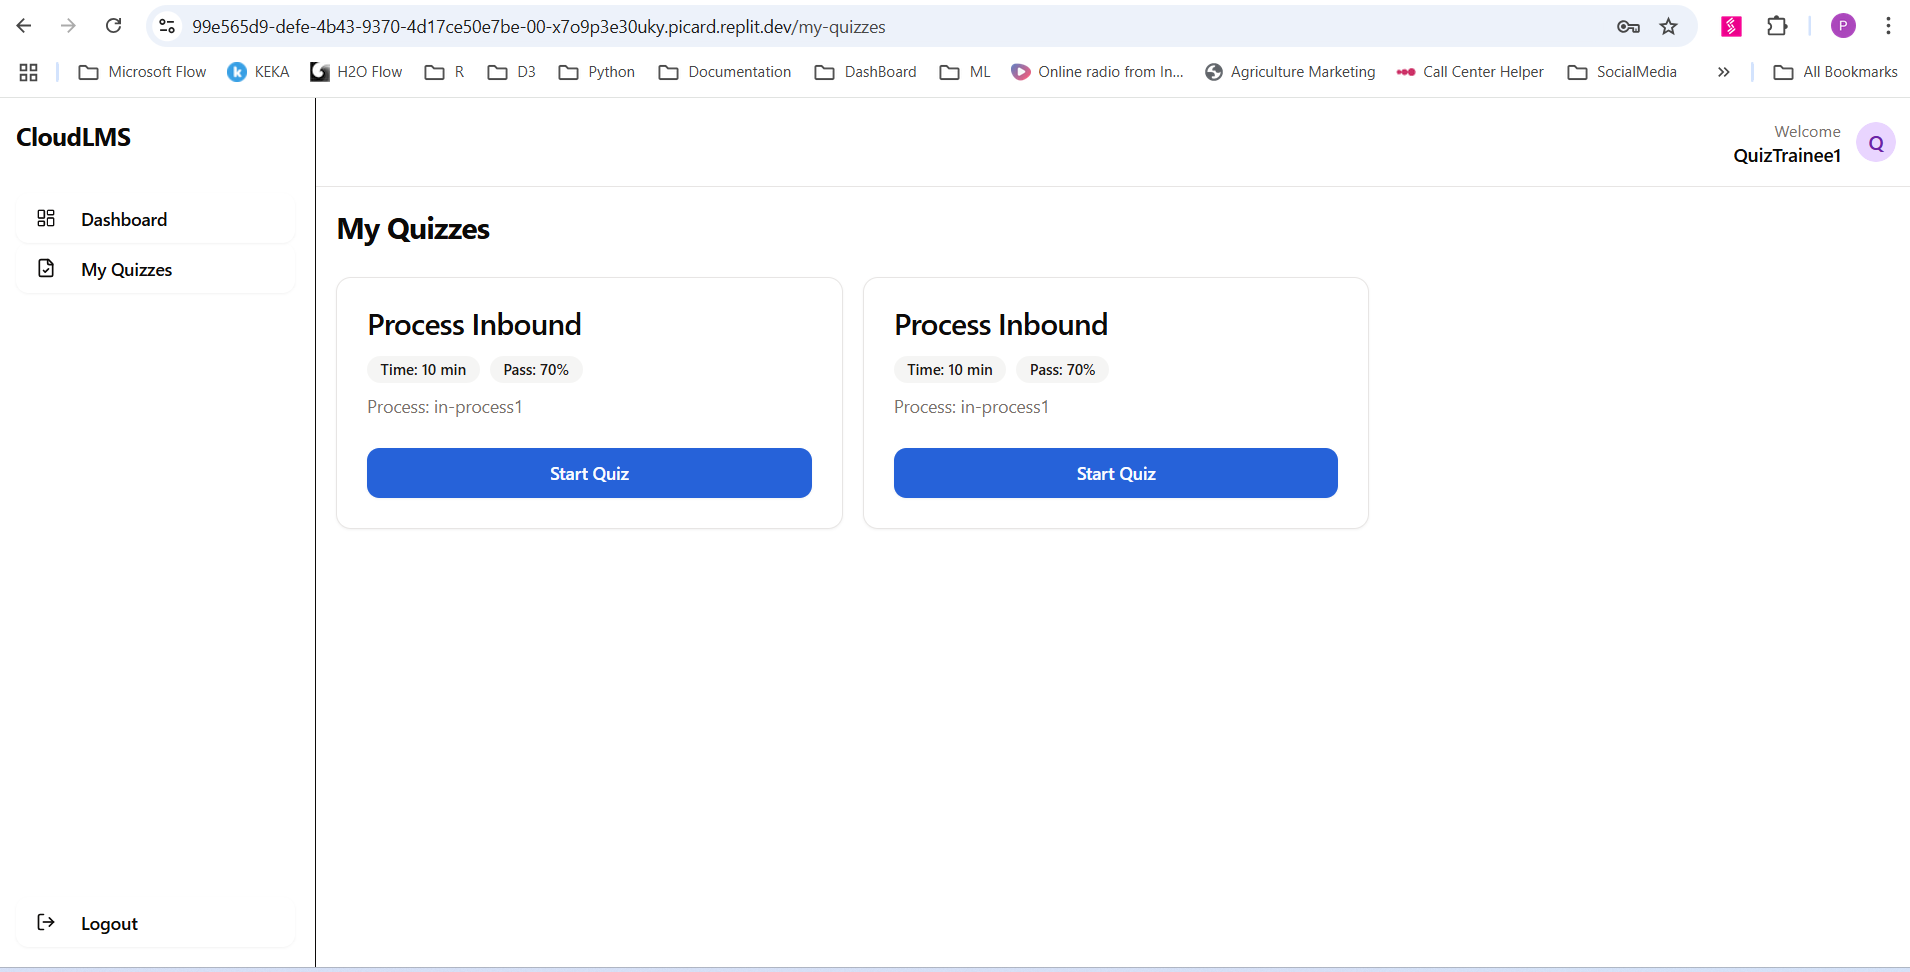 99e565d9-defe-4b43-9370-4d17ce50e7be-00-x7o9p3e30uky.picard.replit.dev/my-quizzes
P
Microsoft Flow
k KEKA
H2O Flow
R
D3
Python
Documentation
DashBoard
ML
Online radio from In...
Agriculture Marketing
Call Center Helper
SocialMedia
All Bookmarks
CloudLMS
Welcome
QuizTrainee1
Q
Dashboard
My Quizzes
Logout
My Quizzes
Process Inbound
Time: 10 min Pass: 70%
Process: in-process1
Start Quiz
Process Inbound
Time: 10 min Pass: 70%
Process: in-process1
Start Quiz